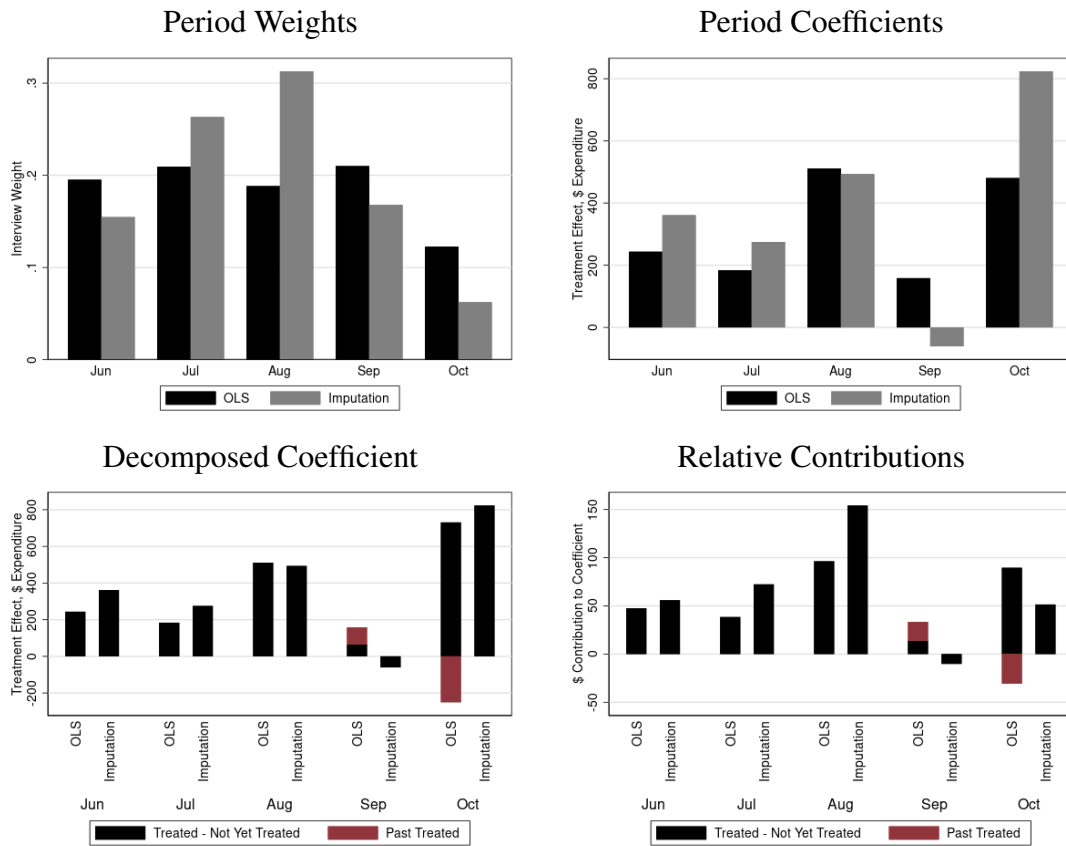 Period Weights
Interview Weight
0
.1
.2
.3
Jun
Jul
Aug
Sep
Oct
OLS
Imputation
Period Coefficients
Treatment Effect, $ Expenditure
0
200
400
600
800
Jun
Jul
Aug
Sep
Oct
OLS
Imputation
Decomposed Coefficient
Treatment Effect, $ Expenditure
-200
0
200
400
600
800
OLS
Imputation
OLS
Imputation
OLS
Imputation
OLS
Imputation
OLS
Imputation
Jun
Jul
Aug
Sep
Oct
Treated - Not Yet Treated
Past Treated
Relative Contributions
$ Contribution to Coefficient
-50
0
50
100
150
OLS
Imputation
OLS
Imputation
OLS
Imputation
OLS
Imputation
OLS
Imputation
Jun
Jul
Aug
Sep
Oct
Treated - Not Yet Treated
Past Treated